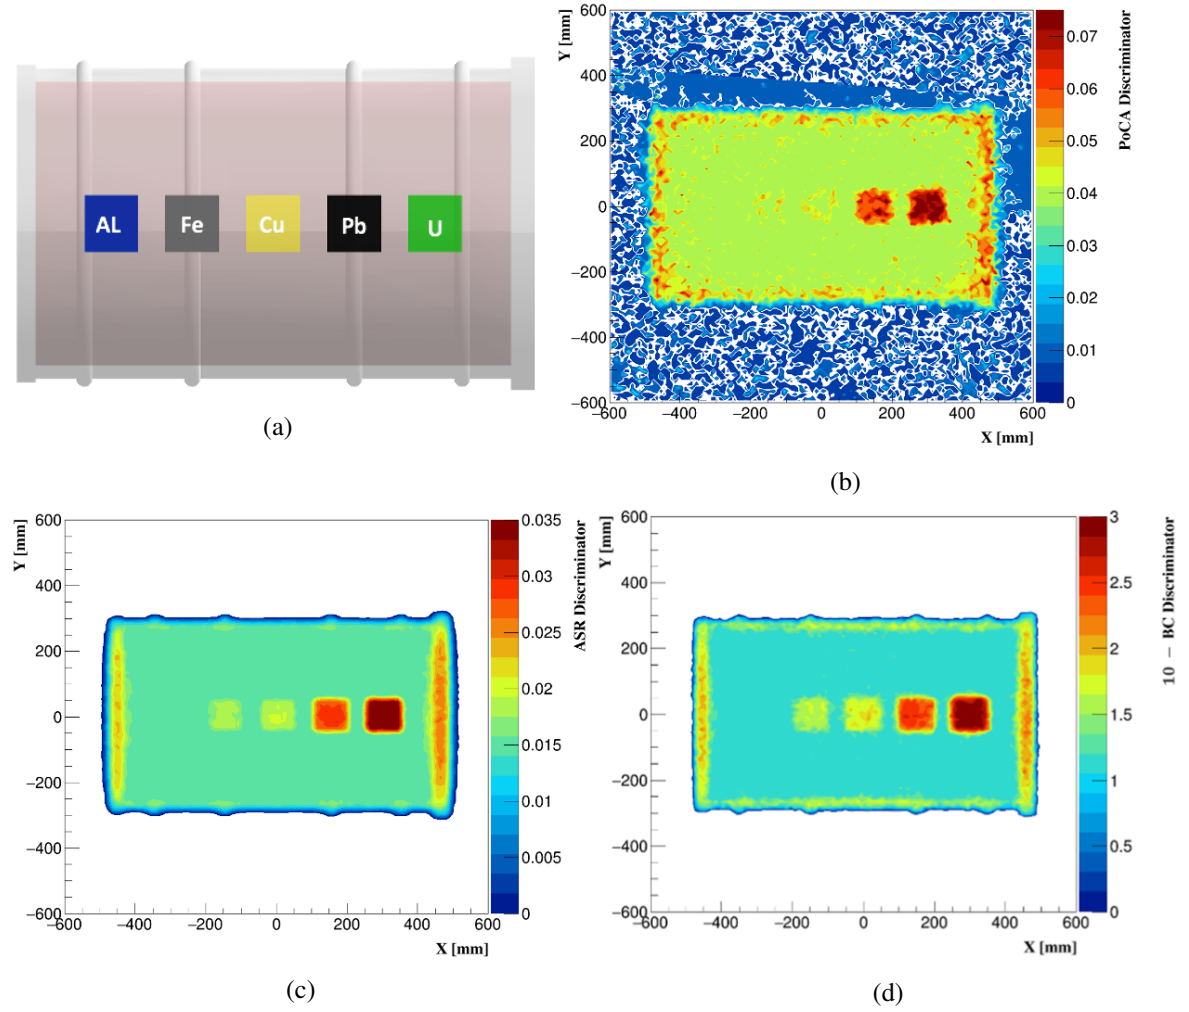 AL Fe Cu Pb U
(a)
Y [mm]
600
400
200
0
−200
−400
−600
−600 −400 −200 0 200 400 600
X [mm]
0.07
0.06
0.05
0.04
0.03
0.02
0.01
0
PoCA Discriminator
(b)
Y [mm]
600
400
200
0
−200
−400
−600
−600 −400 −200 0 200 400 600
X [mm]
0.035
0.03
0.025
0.02
0.015
0.01
0.005
0
ASR Discriminator
(c)
Y [mm]
600
400
200
0
−200
−400
−600
−600 −400 −200 0 200 400 600
X [mm]
3
2.5
2
1.5
1
0.5
0
10 − BC Discriminator
(d)